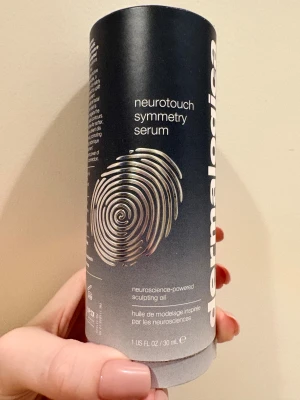 neurotouch
symmetry
serum
neuroscience-powered
sculpting oil
huile de modelage inspirée
par les neurosciences
1 US FL OZ / 30 mL ℮
dermalogica